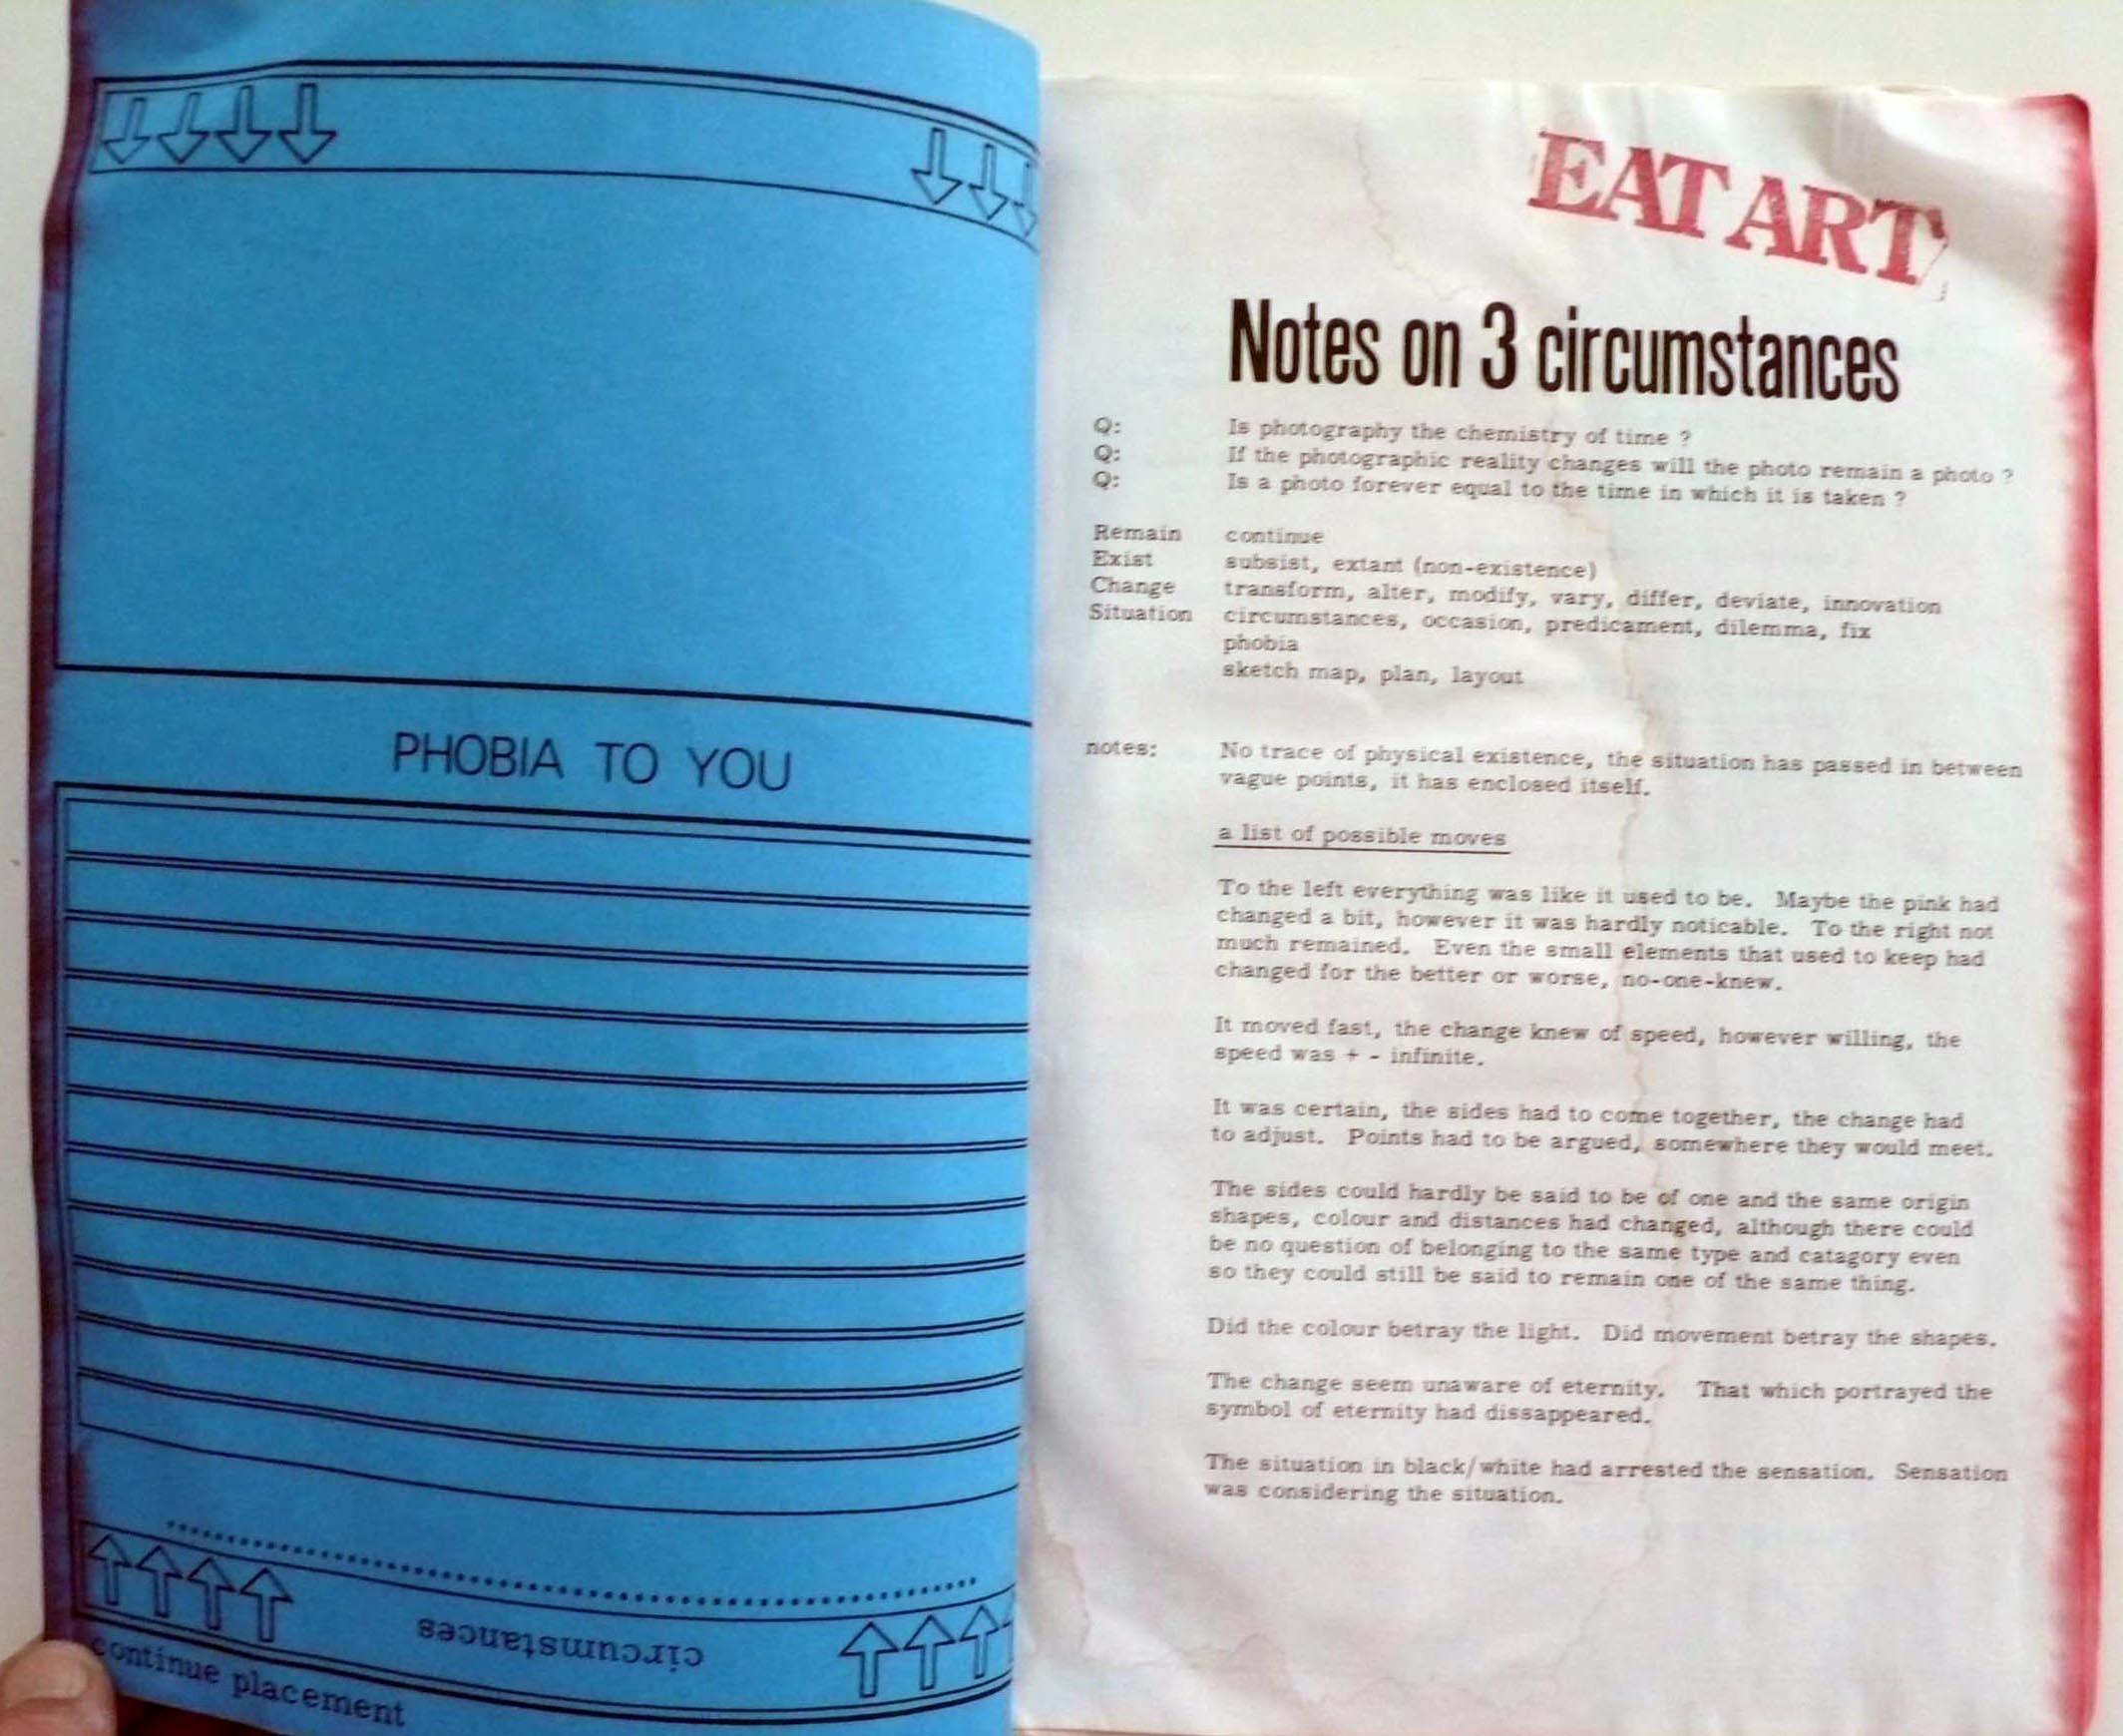 PHOBIA TO YOU
circumstances
continue placement
EAT ART
Notes on 3 circumstances
Q: Is photography the chemistry of time ?
Q: If the photographic reality changes will the photo remain a photo ?
Q: Is a photo forever equal to the time in which it is taken ?
Remain continue
Exist subsist, extant (non-existence)
Change transform, alter, modify, vary, differ, deviate, innovation
Situation circumstances, occasion, predicament, dilemma, fix
phobia
sketch map, plan, layout
notes: No trace of physical existence, the situation has passed in between
vague points, it has enclosed itself.
a list of possible moves
To the left everything was like it used to be. Maybe the pink had
changed a bit, however it was hardly noticable. To the right not
much remained. Even the small elements that used to keep had
changed for the better or worse, no-one-knew.
It moved fast, the change knew of speed, however willing, the
speed was + - infinite.
It was certain, the sides had to come together, the change had
to adjust. Points had to be argued, somewhere they would meet.
The sides could hardly be said to be of one and the same origin
shapes, colour and distances had changed, although there could
be no question of belonging to the same type and catagory even
so they could still be said to remain one of the same thing.
Did the colour betray the light. Did movement betray the shapes.
The change seem unaware of eternity. That which portrayed the
symbol of eternity had dissappeared.
The situation in black/white had arrested the sensation. Sensation
was considering the situation.